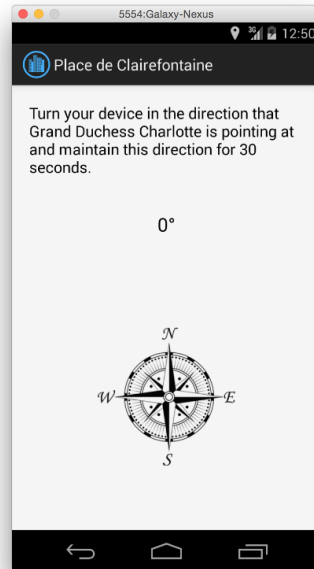 5554:Galaxy-Nexus
3G 12:50
Place de Clairefontaine
Turn your device in the direction that
Grand Duchess Charlotte is pointing at
and maintain this direction for 30
seconds.
0°
N
W E
S